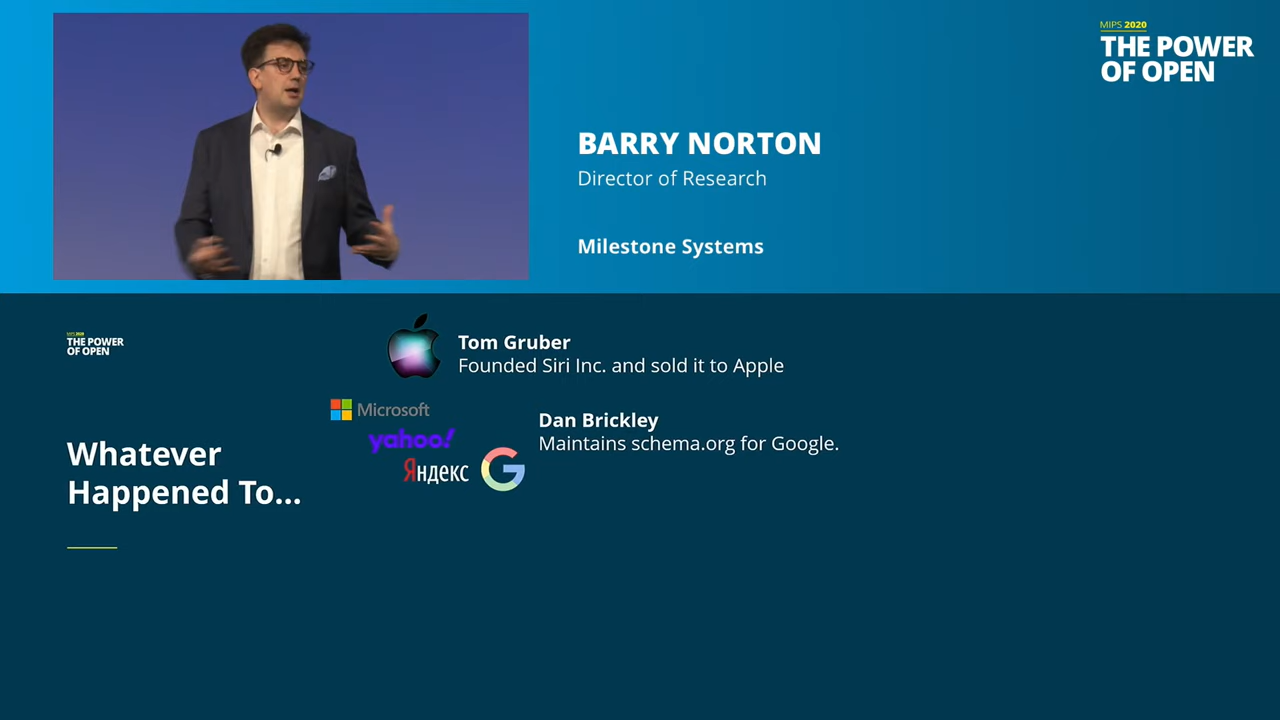 MIPS 2020
THE POWER
OF OPEN
BARRY NORTON
Director of Research
Milestone Systems
MIPS 2020
THE POWER
OF OPEN
Tom Gruber
Founded Siri Inc. and sold it to Apple
Microsoft
yahoo!
Яндекс
G
Dan Brickley
Maintains schema.org for Google.
Whatever
Happened To...